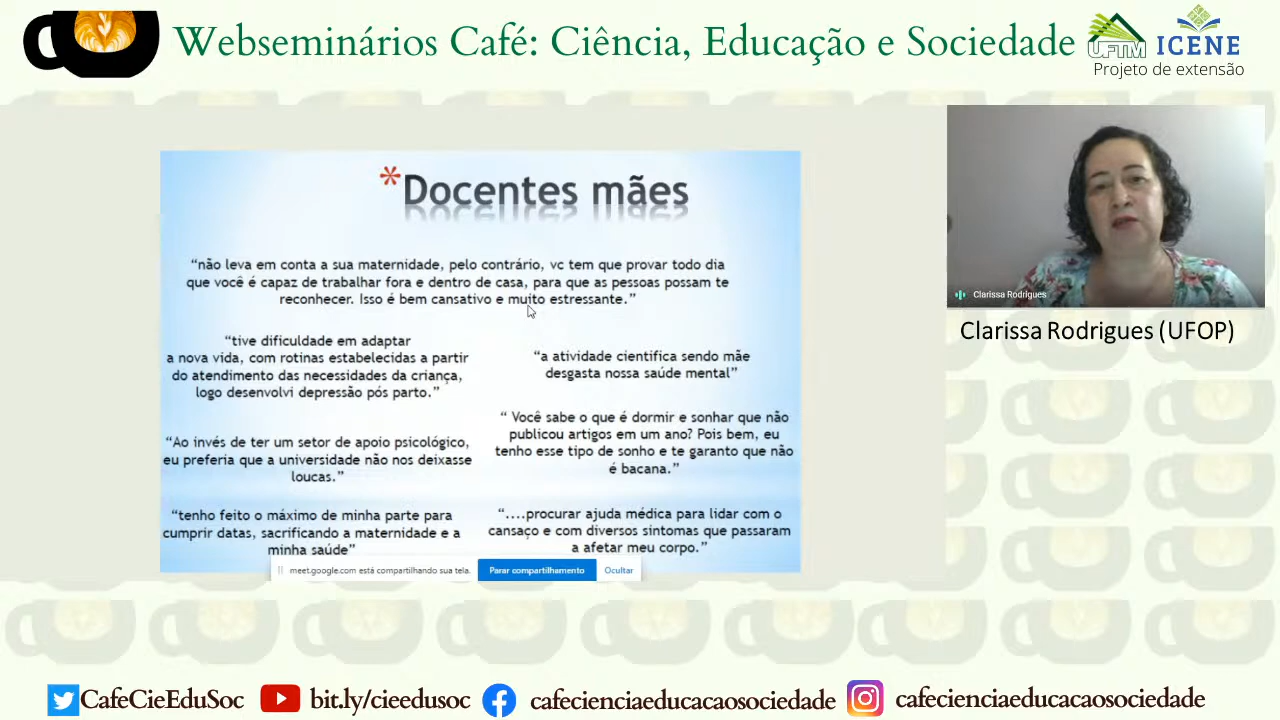 Webseminários Café: Ciência, Educação e Sociedade
UFTM
ICENE
Projeto de extensão
*Docentes mães
“não leva em conta a sua maternidade, pelo contrário, vc tem que provar todo dia
que você é capaz de trabalhar fora e dentro de casa, para que as pessoas possam te
reconhecer. Isso é bem cansativo e muito estressante.”
“tive dificuldade em adaptar
a nova vida, com rotinas estabelecidas a partir
do atendimento das necessidades da criança,
logo desenvolvi depressão pós parto.”
“a atividade cientifica sendo mãe
desgasta nossa saúde mental”
“Ao invés de ter um setor de apoio psicológico,
eu preferia que a universidade não nos deixasse
loucas.”
“ Você sabe o que é dormir e sonhar que não
publicou artigos em um ano? Pois bem, eu
tenho esse tipo de sonho e te garanto que não
é bacana.”
“tenho feito o máximo de minha parte para
cumprir datas, sacrificando a maternidade e a
minha saúde”
“....procurar ajuda médica para lidar com o
cansaço e com diversos sintomas que passaram
a afetar meu corpo.”
meet.google.com está compartilhando sua tela.
Parar compartilhamento
Ocultar
Clarissa Rodrigues
Clarissa Rodrigues (UFOP)
CafeCieEduSoc
bit.ly/cieedusoc
cafecienciaeducacaosociedade
cafecienciaeducacaosociedade